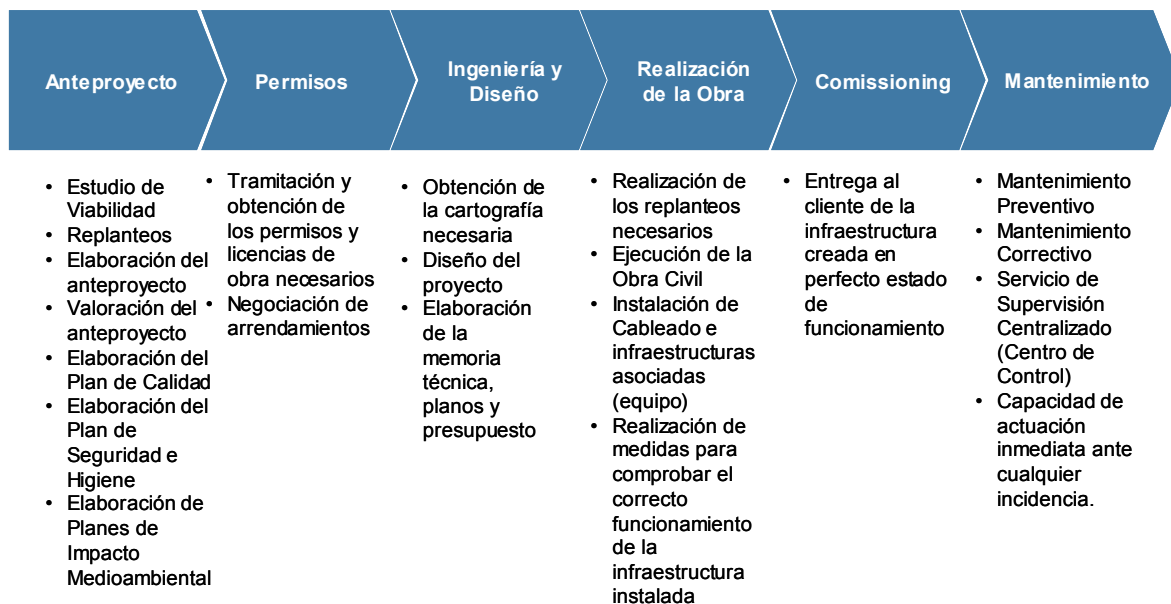 Anteproyecto
Permisos
Ingeniería y
Diseño
Realización
de la Obra
Comissioning
Mantenimiento
• Estudio de
Viabilidad
• Replanteos
• Elaboración del
anteproyecto
• Valoración del
anteproyecto
• Elaboración del
Plan de Calidad
• Elaboración del
Plan de
Seguridad e
Higiene
• Elaboración de
Planes de
Impacto
Medioambiental
• Tramitación y
obtención de
los permisos y
licencias de
obra necesarios
• Negociación de
arrendamientos
• Obtención de
la cartografía
necesaria
• Diseño del
proyecto
• Elaboración
de la
memoria
técnica,
planos y
presupuesto
• Realización de
los replanteos
necesarios
• Ejecución de la
Obra Civil
• Instalación de
Cableado e
infraestructuras
asociadas
(equipo)
• Realización de
medidas para
comprobar el
correcto
funcionamiento
de la
infraestructura
instalada
• Entrega al
cliente de la
infraestructura
creada en
perfecto estado
de
funcionamiento
• Mantenimiento
Preventivo
• Mantenimiento
Correctivo
• Servicio de
Supervisión
Centralizado
(Centro de
Control)
• Capacidad de
actuación
inmediata ante
cualquier
incidencia.